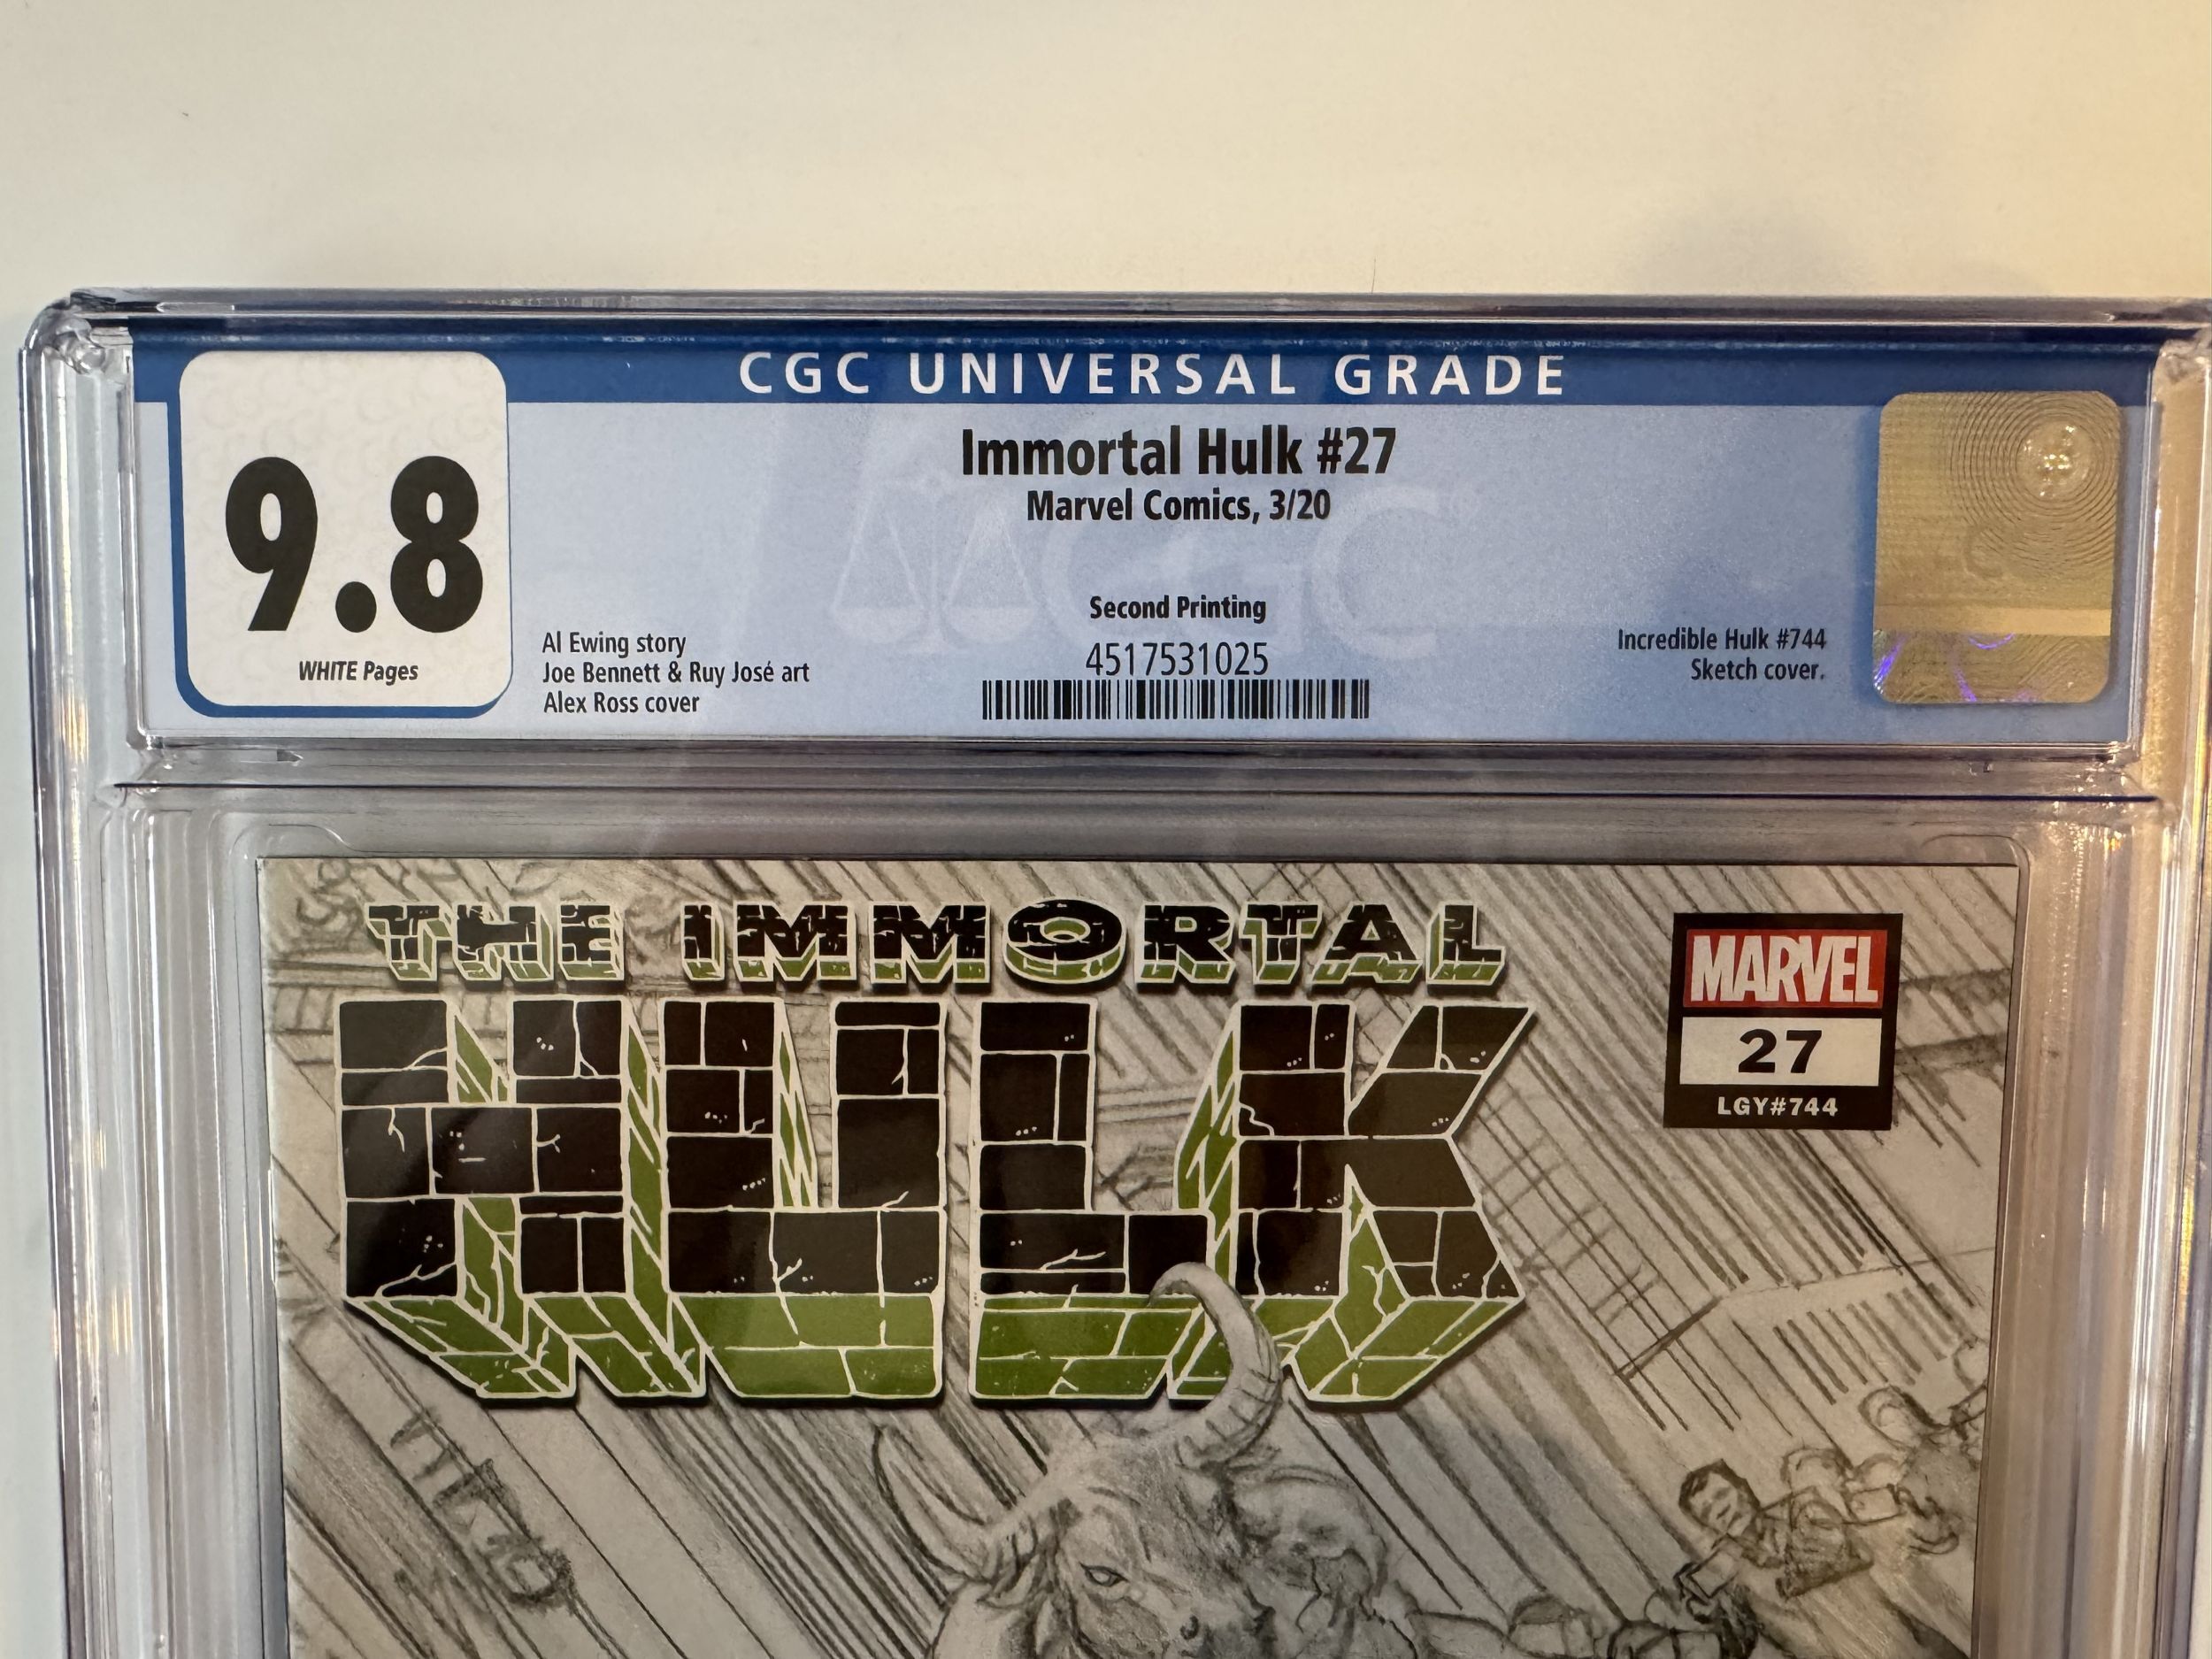 CGC UNIVERSAL GRADE
9.8
WHITE Pages
Immortal Hulk #27
Marvel Comics, 3/20
Second Printing
4517531025
Al Ewing story
Joe Bennett & Ruy José art
Alex Ross cover
Incredible Hulk #744
Sketch cover.
CGC
THE IMMORTAL
HULK
MARVEL
27
LGY#744